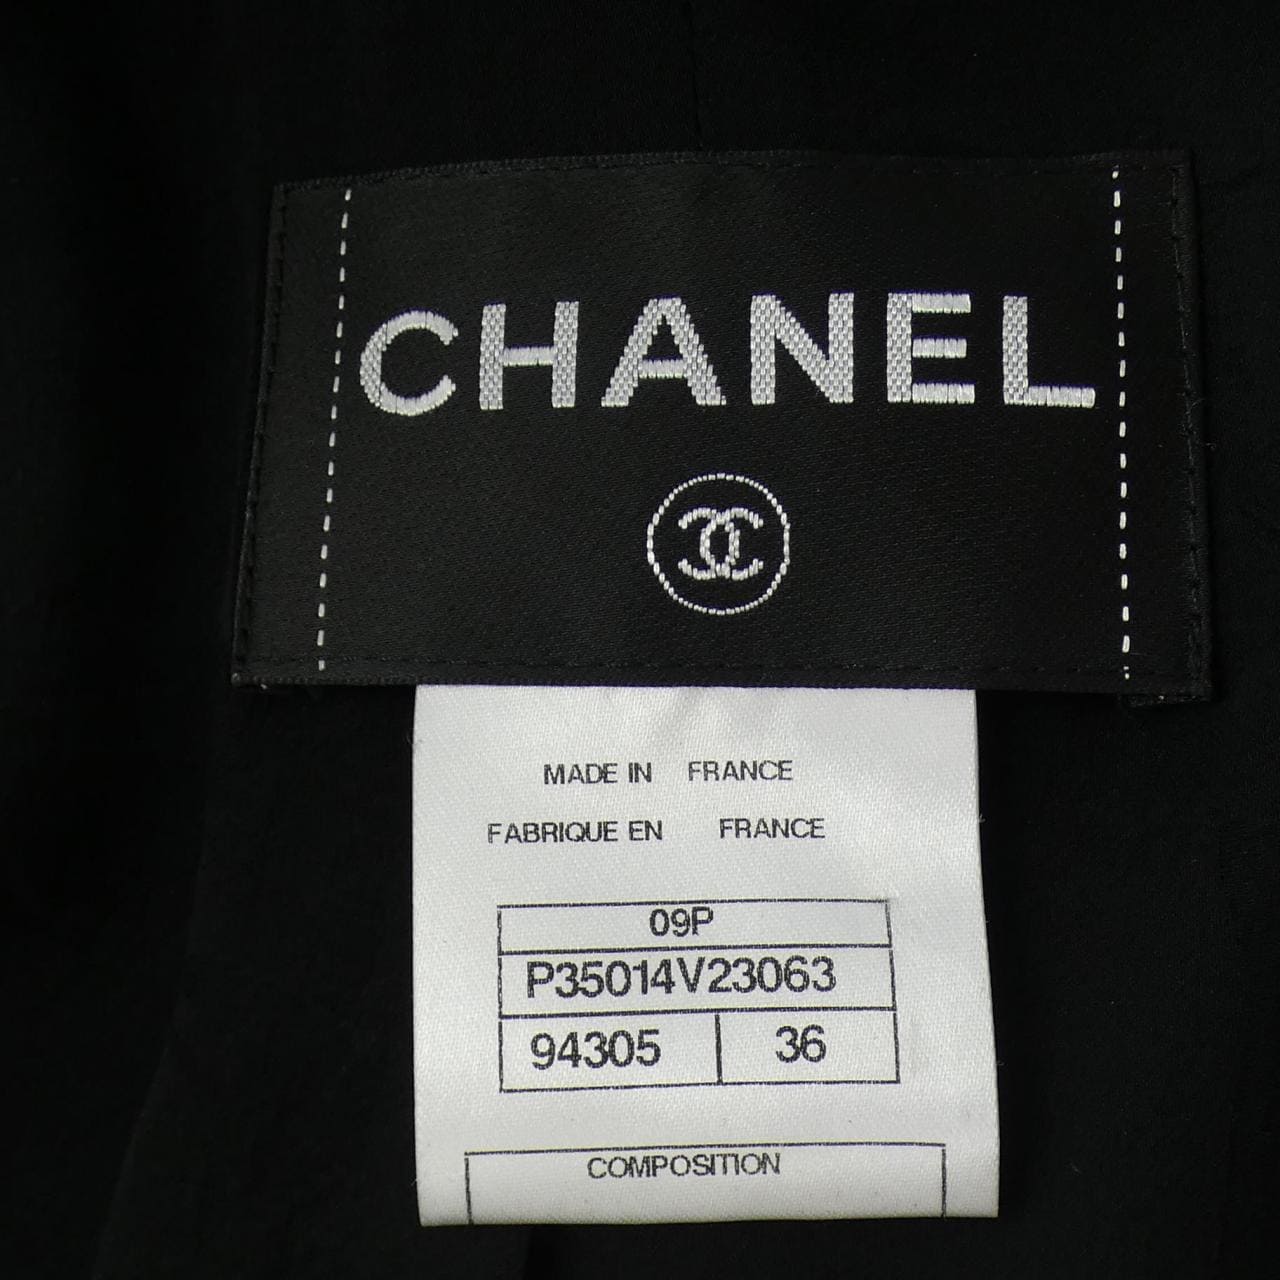 CHANEL
MADE IN FRANCE
FABRIQUE EN FRANCE
09P
P35014V23063
94305 36
COMPOSITION